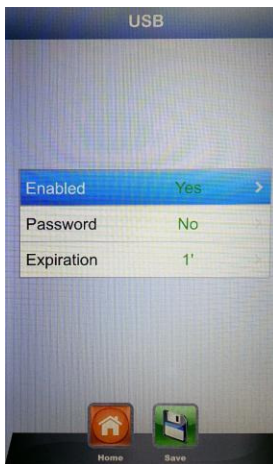 USB
Enabled Yes
Password No
Expiration 1'
Home Save